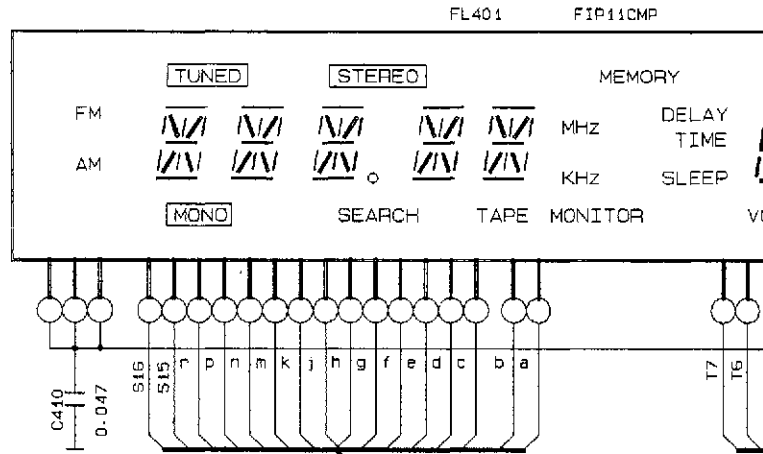 FL401 FIP11CMP
TUNED STEREO MEMORY
FM MHz DELAY TIME
AM KHz SLEEP
MONO SEARCH TAPE MONITOR
S16 S15 r p n m k j h g f e d c b a T7 T6
C410 0.047